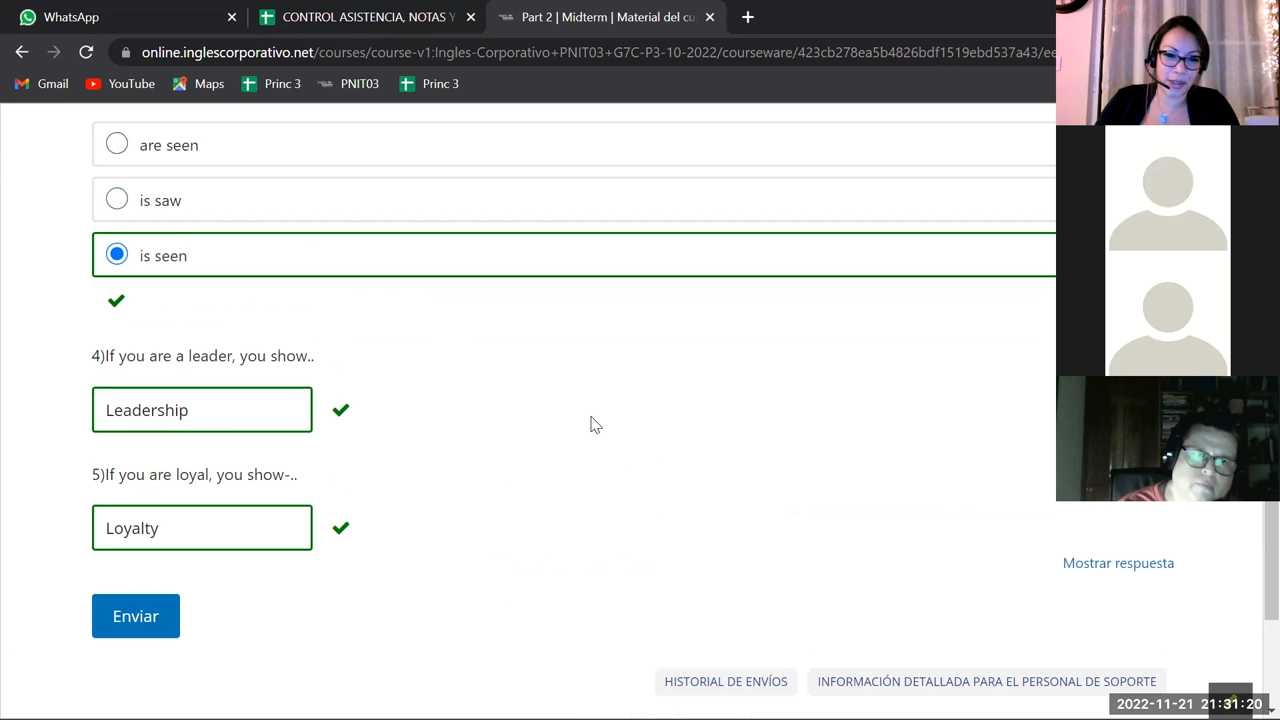 WhatsApp
CONTROL ASISTENCIA, NOTAS Y
Part 2 | Midterm | Material del cu
online.inglescorporativo.net/courses/course-v1:Ingles-Corporativo+PNIT03+G7C-P3-10-2022/courseware/423cb278ea5b4826bdf1519ebd537a43/ee
Gmail
YouTube
Maps
Princ 3
PNIT03
Princ 3
are seen
is saw
is seen
4)If you are a leader, you show..
Leadership
5)If you are loyal, you show-..
Loyalty
Mostrar respuesta
Enviar
HISTORIAL DE ENVÍOS
INFORMACIÓN DETALLADA PARA EL PERSONAL DE SOPORTE
2022-11-21 21:31:20